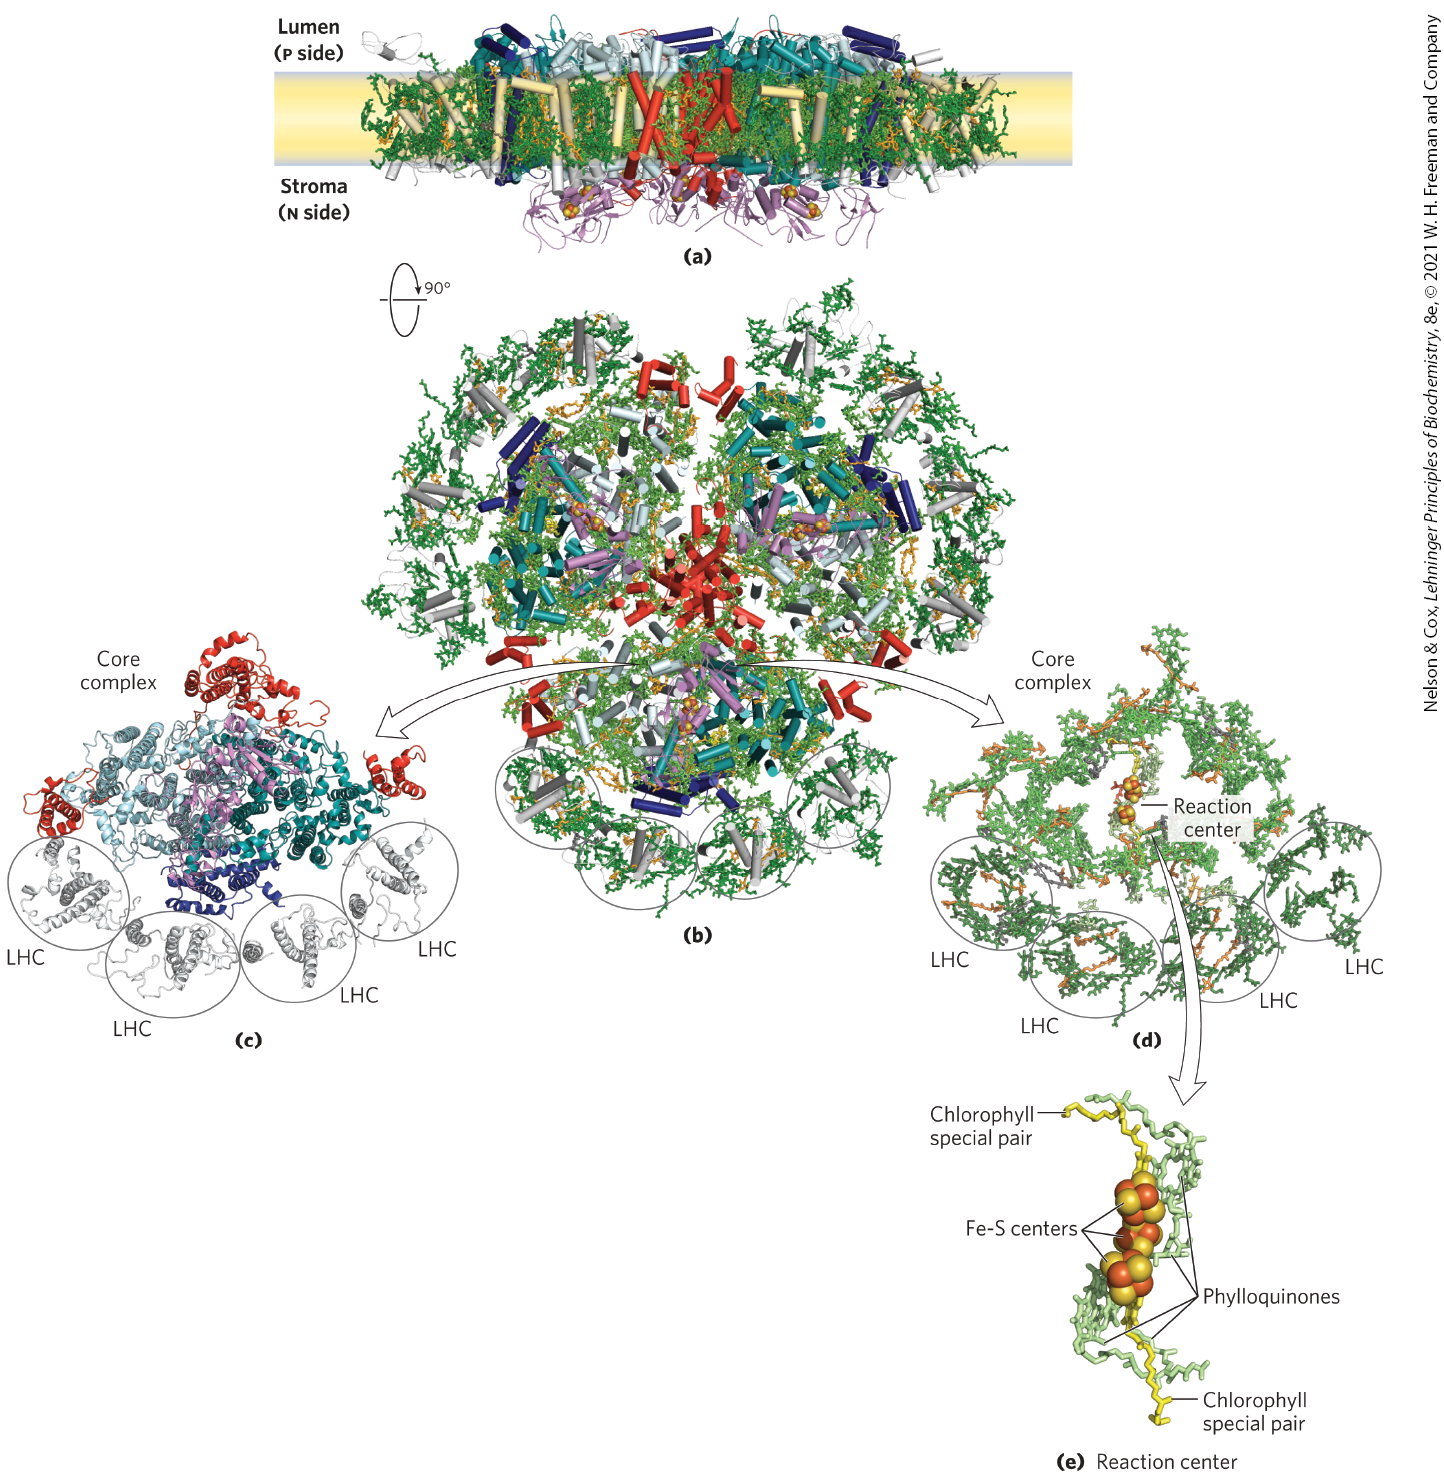 Lumen
(P side)
Stroma
(N side)
(a)
90°
Core
complex
LHC
LHC
LHC
LHC
(c)
(b)
Core
complex
Reaction
center
LHC
LHC
LHC
LHC
(d)
Chlorophyll
special pair
Fe-S centers
Phylloquinones
Chlorophyll
special pair
(e) Reaction center
Nelson & Cox, Lehninger Principles of Biochemistry, 8e, © 2021 W. H. Freeman and Company